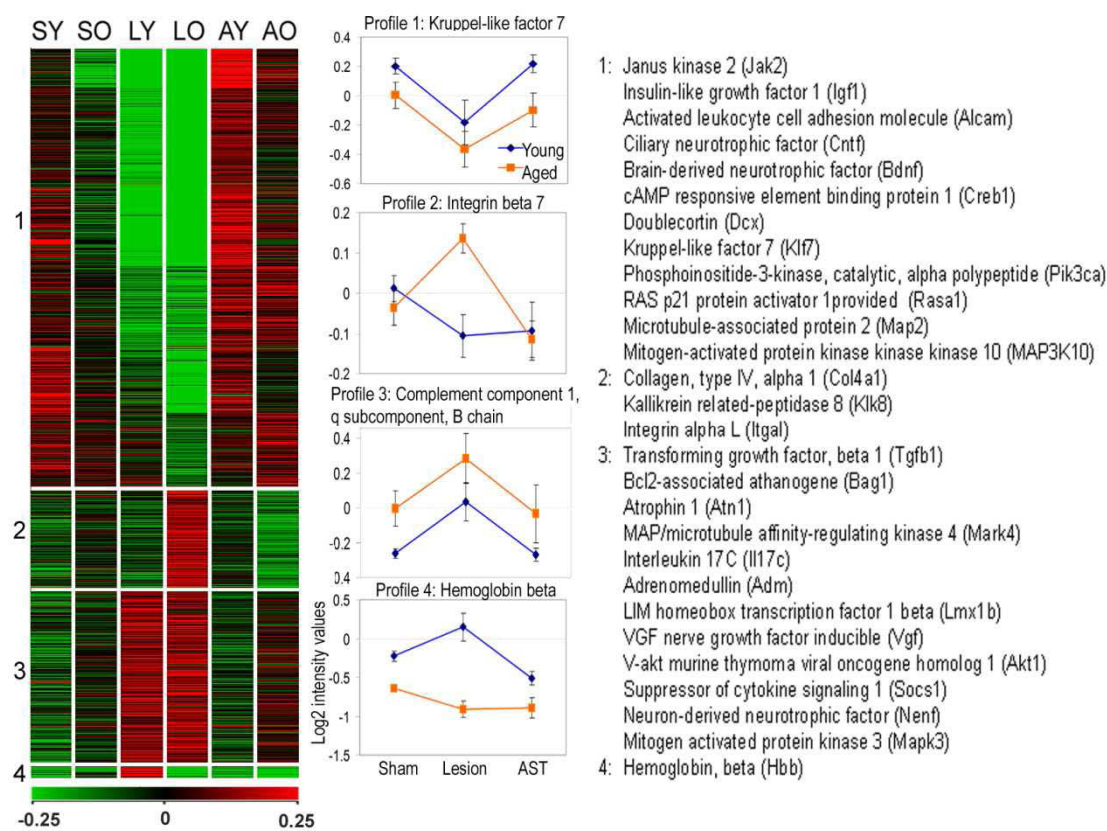 SY SO LY LO AY AO
1
2
3
4
-0.25 0 0.25
Profile 1: Kruppel-like factor 7
0.4
0.2
0
-0.2
-0.4
-0.6
Young
Aged
Profile 2: Integrin beta 7
0.2
0.1
0
-0.1
-0.2
Profile 3: Complement component 1,
q subcomponent, B chain
0.4
0.2
0
-0.2
0.4
Profile 4: Hemoglobin beta
0.5
0
-0.5
-1
-1.5
Log2 intensity values
Sham Lesion AST
1: Janus kinase 2 (Jak2)
Insulin-like growth factor 1 (Igf1)
Activated leukocyte cell adhesion molecule (Alcam)
Ciliary neurotrophic factor (Cntf)
Brain-derived neurotrophic factor (Bdnf)
cAMP responsive element binding protein 1 (Creb1)
Doublecortin (Dcx)
Kruppel-like factor 7 (Klf7)
Phosphoinositide-3-kinase, catalytic, alpha polypeptide (Pik3ca)
RAS p21 protein activator 1provided (Rasa1)
Microtubule-associated protein 2 (Map2)
Mitogen-activated protein kinase kinase kinase 10 (MAP3K10)
2: Collagen, type IV, alpha 1 (Col4a1)
Kallikrein related-peptidase 8 (Klk8)
Integrin alpha L (Itgal)
3: Transforming growth factor, beta 1 (Tgfb1)
Bcl2-associated athanogene (Bag1)
Atrophin 1 (Atn1)
MAP/microtubule affinity-regulating kinase 4 (Mark4)
Interleukin 17C (Il17c)
Adrenomedullin (Adm)
LIM homeobox transcription factor 1 beta (Lmx1b)
VGF nerve growth factor inducible (Vgf)
V-akt murine thymoma viral oncogene homolog 1 (Akt1)
Suppressor of cytokine signaling 1 (Socs1)
Neuron-derived neurotrophic factor (Nenf)
Mitogen activated protein kinase 3 (Mapk3)
4: Hemoglobin, beta (Hbb)